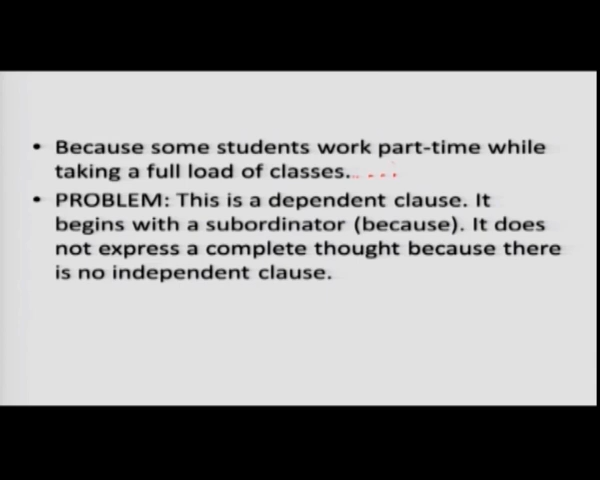 • Because some students work part-time while
taking a full load of classes. . . . .
• PROBLEM: This is a dependent clause. It
begins with a subordinator (because). It does
not express a complete thought because there
is no independent clause.